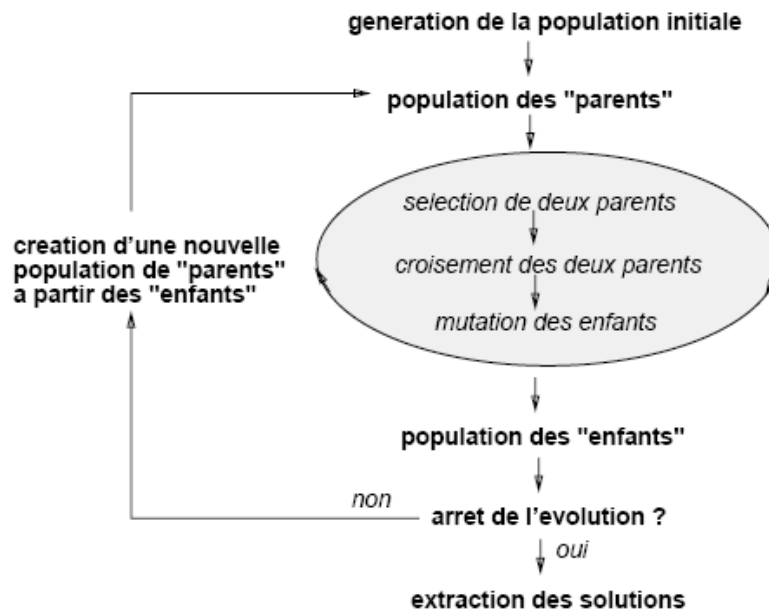 generation de la population initiale
population des "parents"
selection de deux parents
croisement des deux parents
mutation des enfants
creation d'une nouvelle
population de "parents"
a partir des "enfants"
population des "enfants"
non
arret de l'evolution ?
oui
extraction des solutions